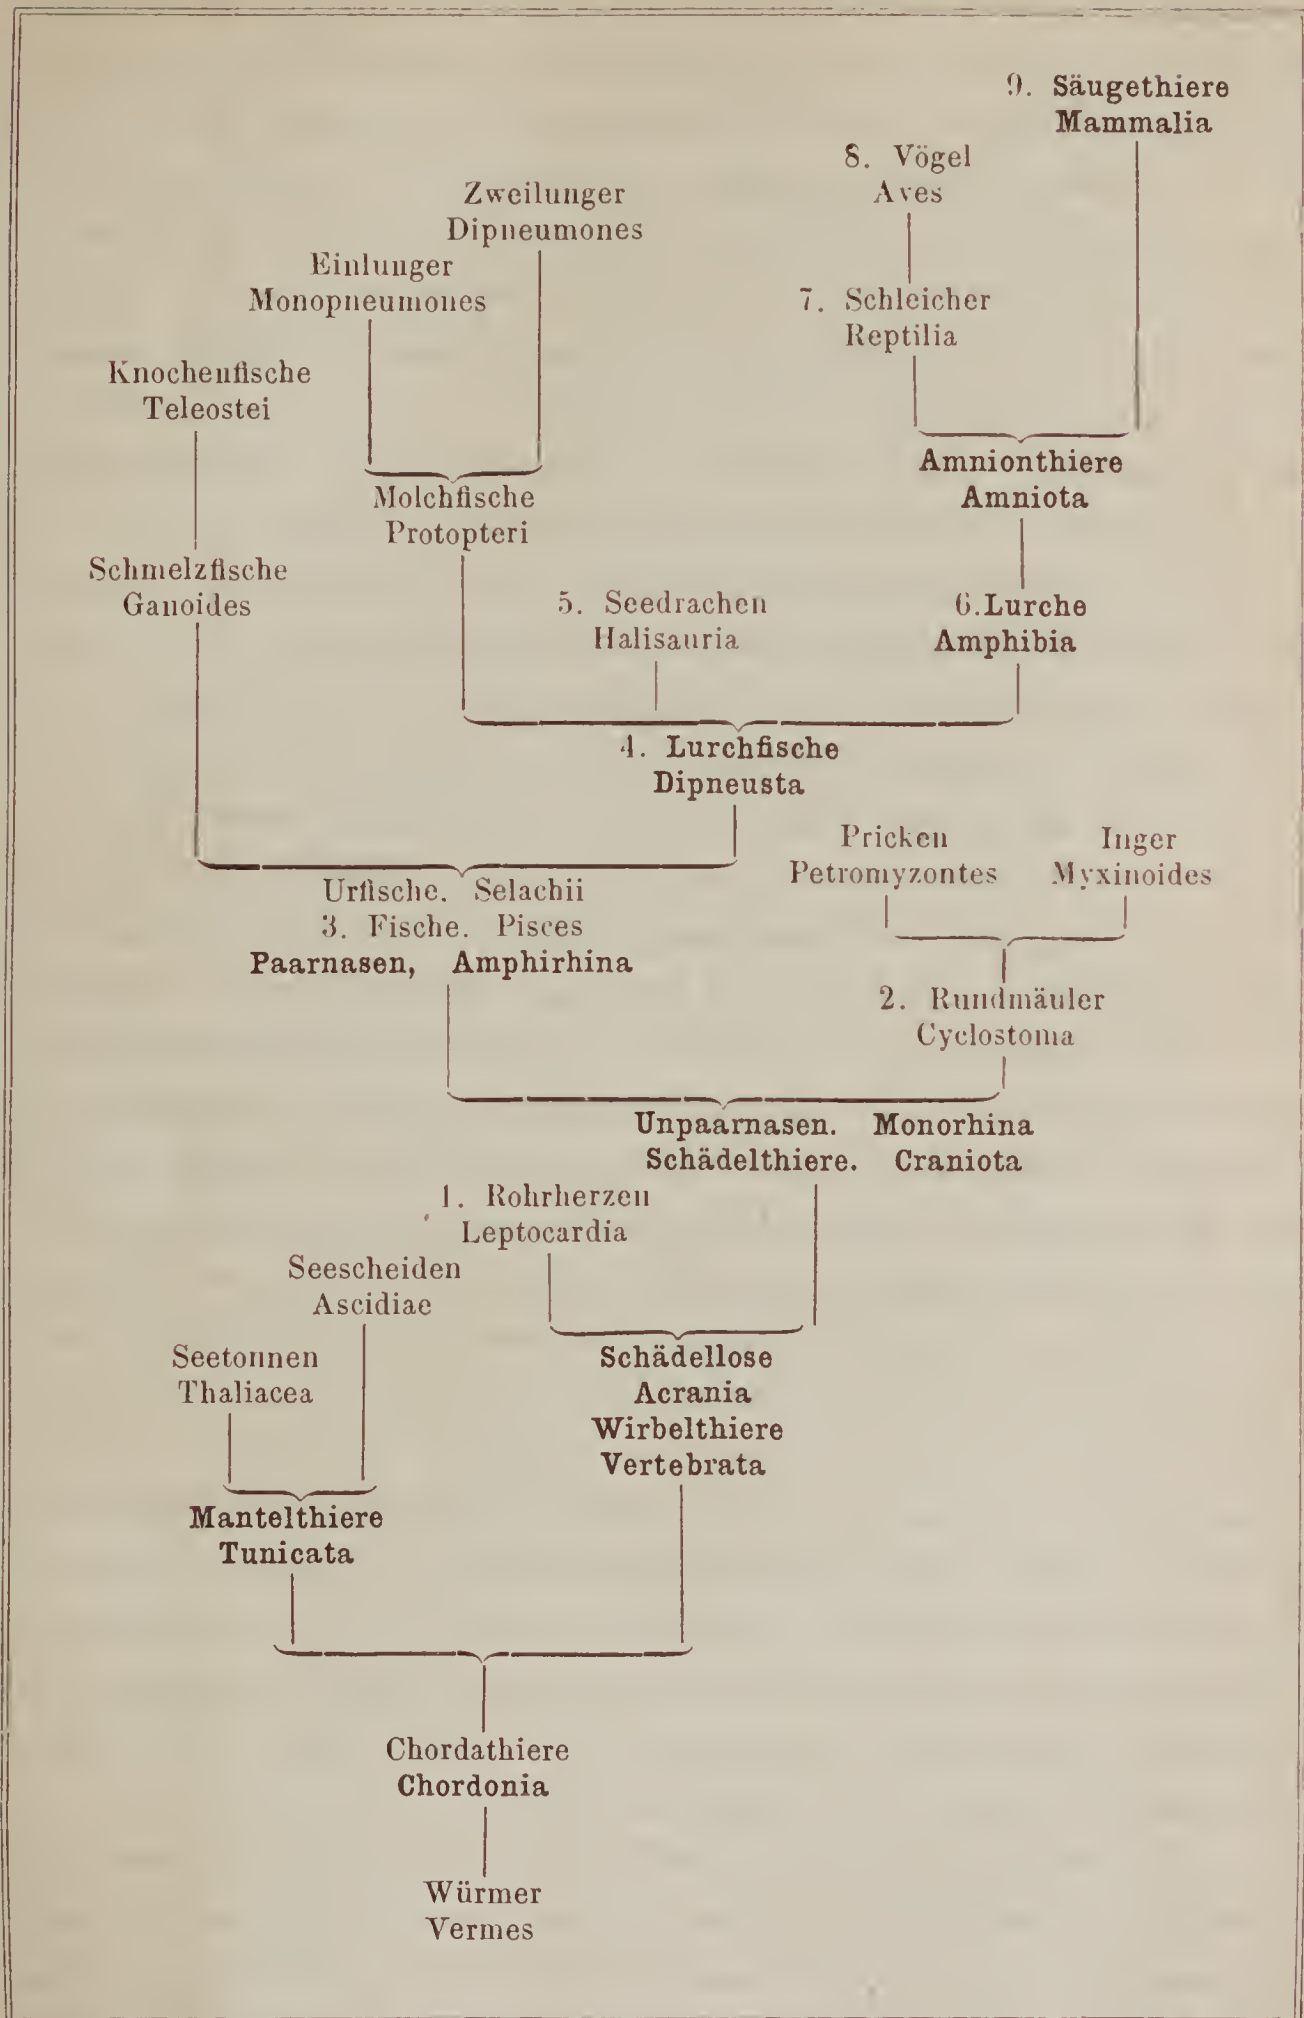 9. Säugethiere
Mammalia
8. Vögel
Aves
Zweilunger
Dipneumones
Einlunger
Monopneumones
7. Schleicher
Reptilia
Knochenfische
Teleostei
Amnionthiere
Amniota
Molchfische
Protopteri
Schmelzfische
Ganoides
5. Seedrachen
Halisauria
6. Lurche
Amphibia
4. Lurchfische
Dipneusta
Pricken
Petromyzontes
Inger
Myxinoides
Urfische. Selachii
3. Fische. Pisces
Paarnasen, Amphirhina
2. Rundmäuler
Cyclostoma
Unpaarnasen. Monorhina
Schädelthiere. Craniota
1. Rohrherzen
Leptocardia
Seescheiden
Ascidiae
Seetonnen
Thaliacea
Schädellose
Acrania
Wirbelthiere
Vertebrata
Mantelthiere
Tunicata
Chordathiere
Chordonia
Würmer
Vermes